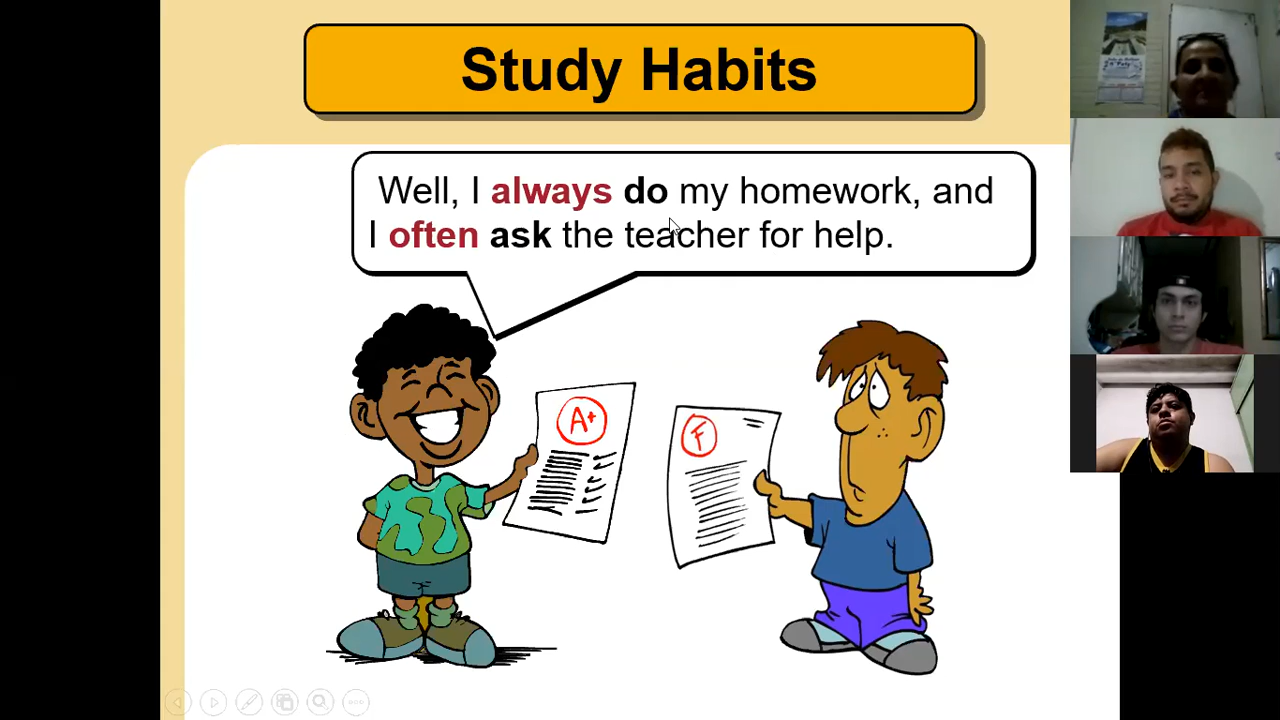 Study Habits
Well, I always do my homework, and
I often ask the teacher for help.
A+
F